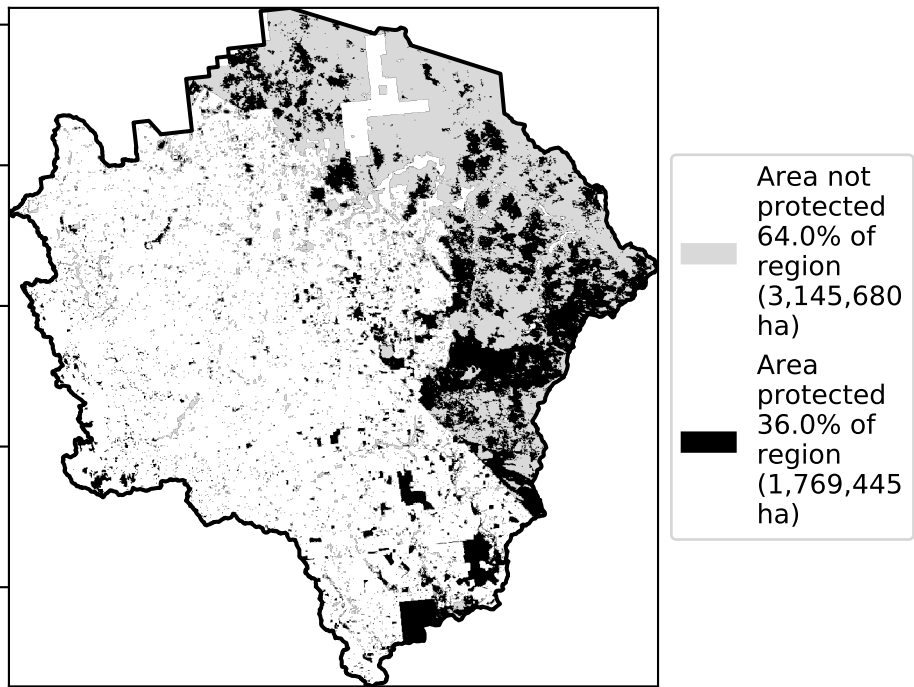 Area not
protected
64.0% of
region
(3,145,680
ha)
Area
protected
36.0% of
region
(1,769,445
ha)